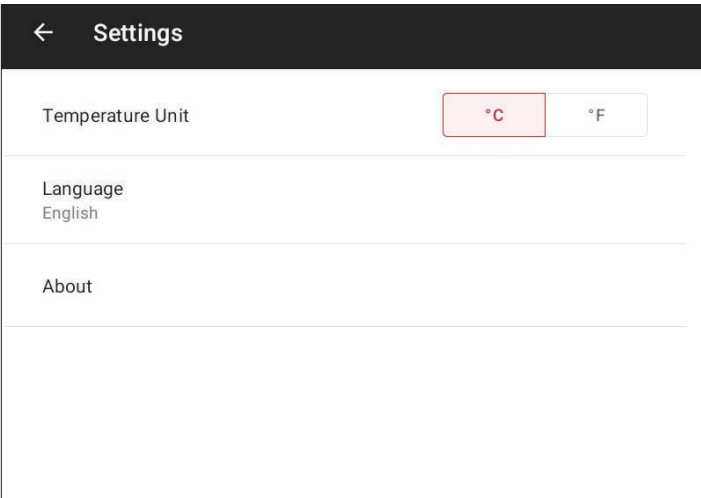 Settings
Temperature Unit
°C
°F
Language
English
About